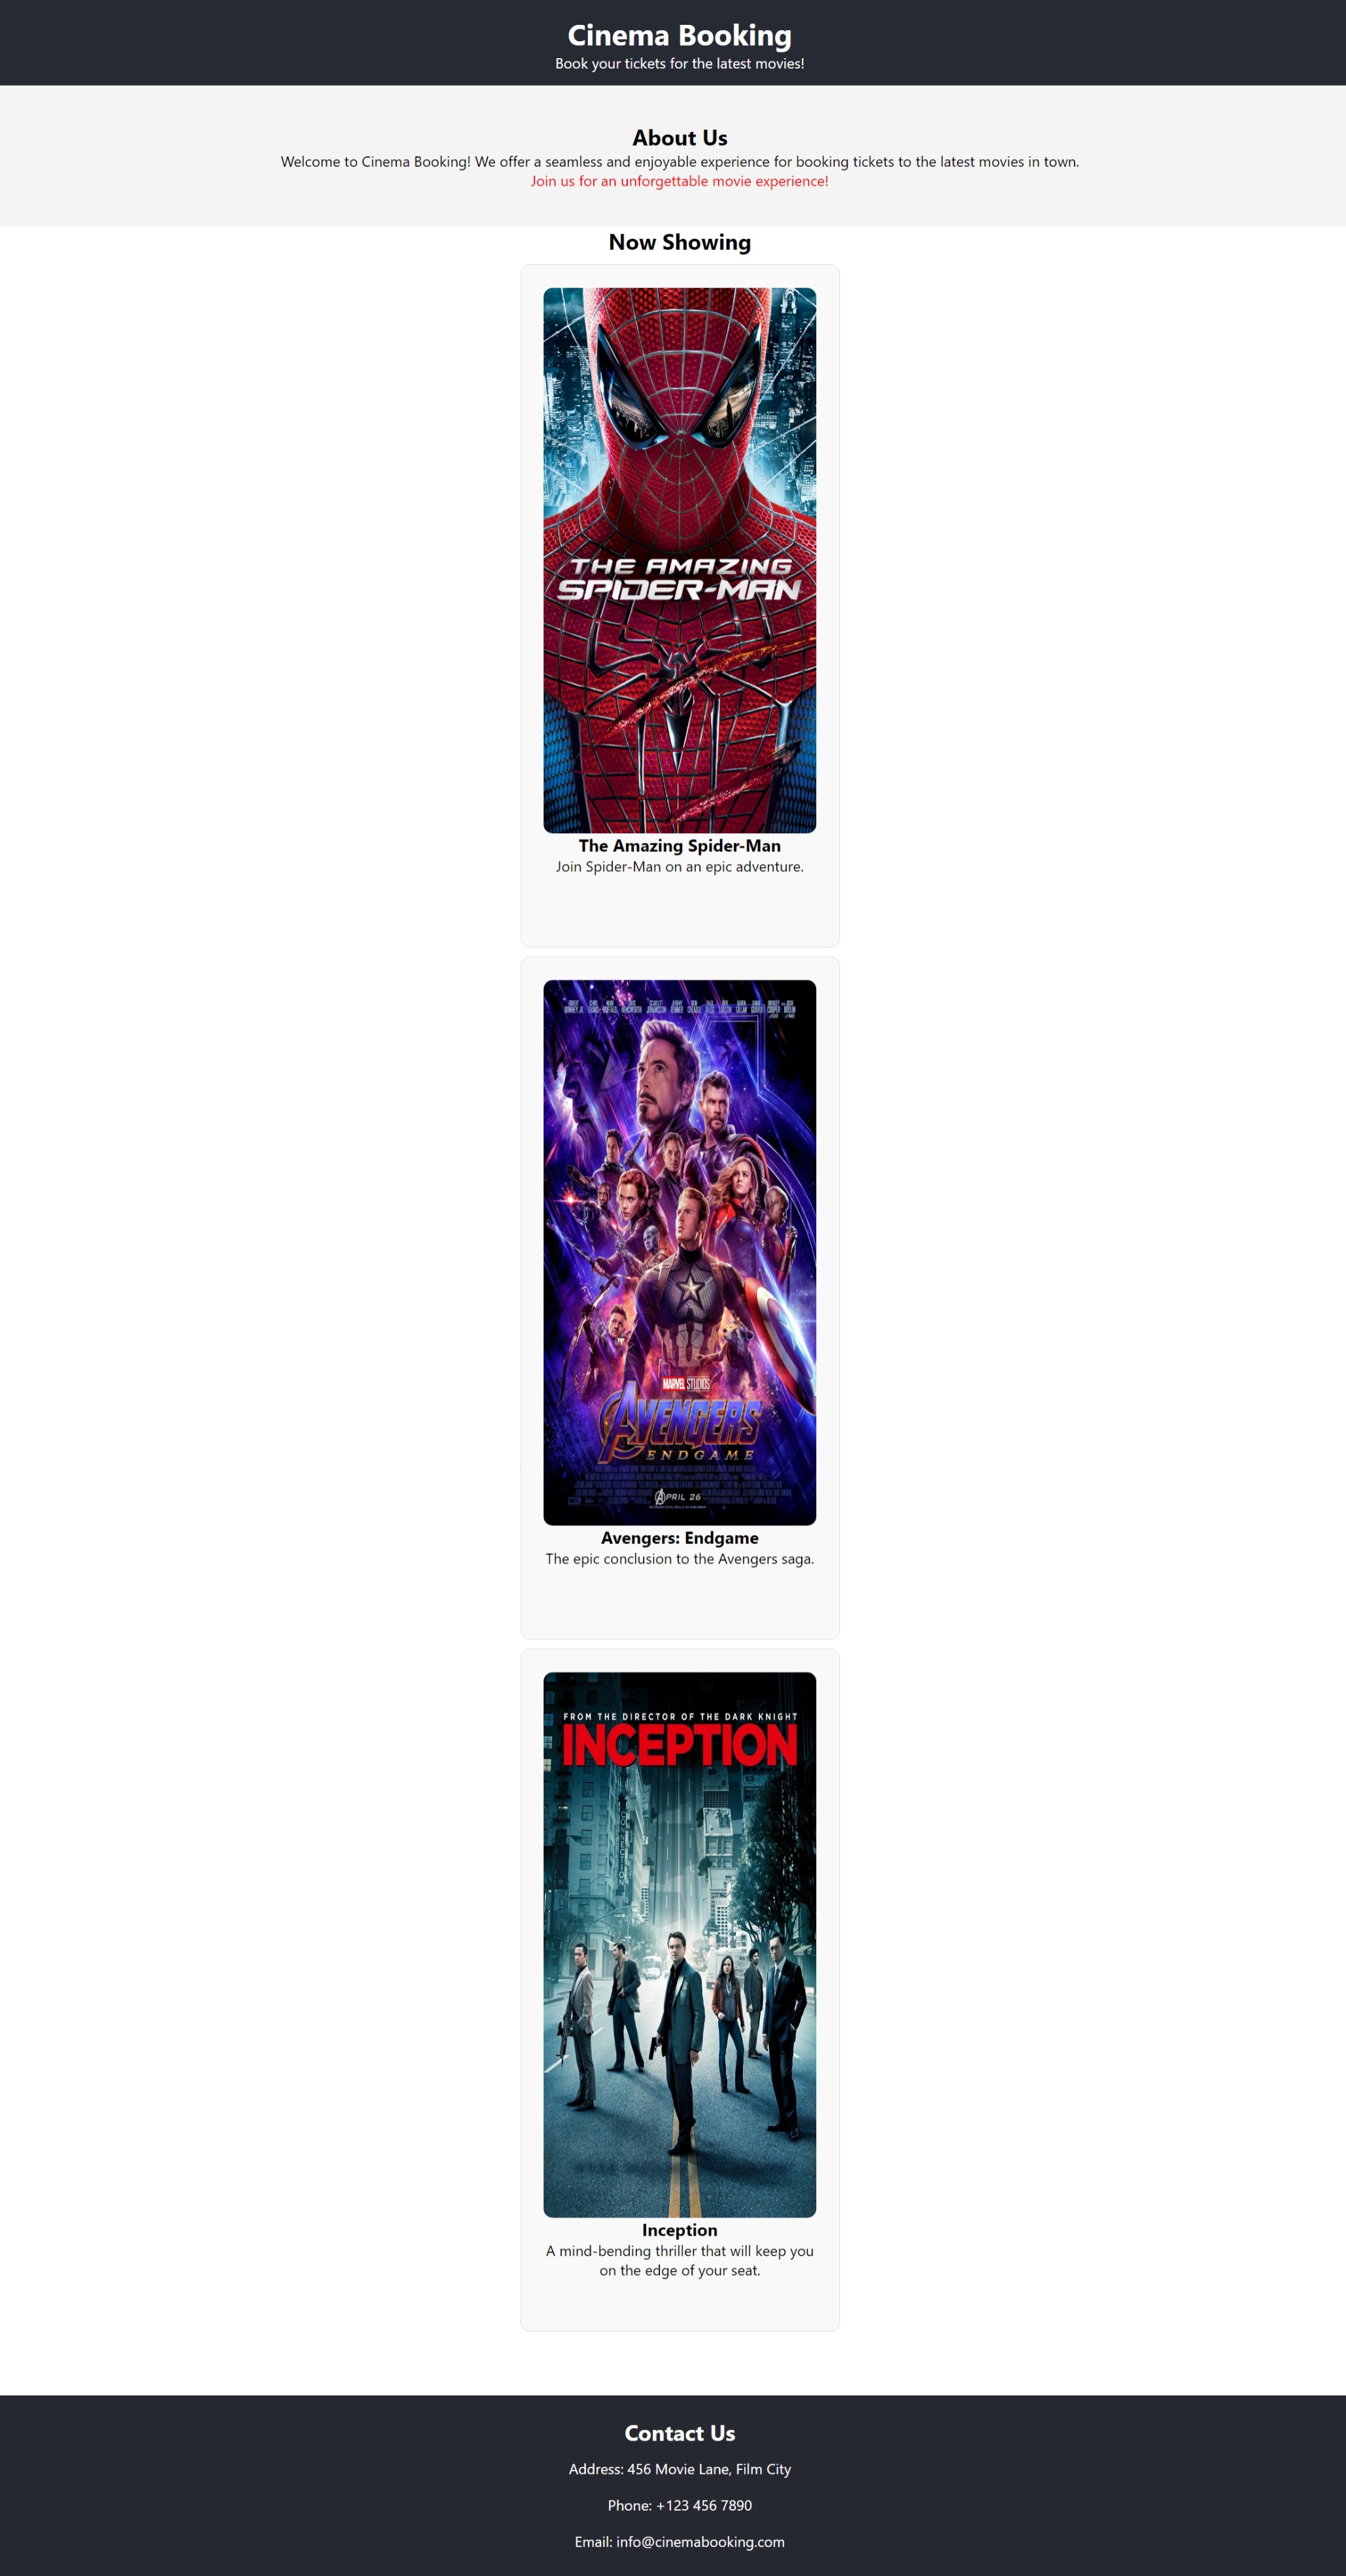 Cinema Booking
Book your tickets for the latest movies!
About Us
Welcome to Cinema Booking! We offer a seamless and enjoyable experience for booking tickets to the latest movies in town.
Join us for an unforgettable movie experience!
Now Showing
THE AMAZING
SPIDER-MAN
The Amazing Spider-Man
Join Spider-Man on an epic adventure.
MARVEL STUDIOS
AVENGERS
ENDGAME
APRIL 26
Avengers: Endgame
The epic conclusion to the Avengers saga.
FROM THE DIRECTOR OF THE DARK KNIGHT
INCEPTION
Inception
A mind-bending thriller that will keep you
on the edge of your seat.
Contact Us
Address: 456 Movie Lane, Film City
Phone: +123 456 7890
Email: info@cinemabooking.com